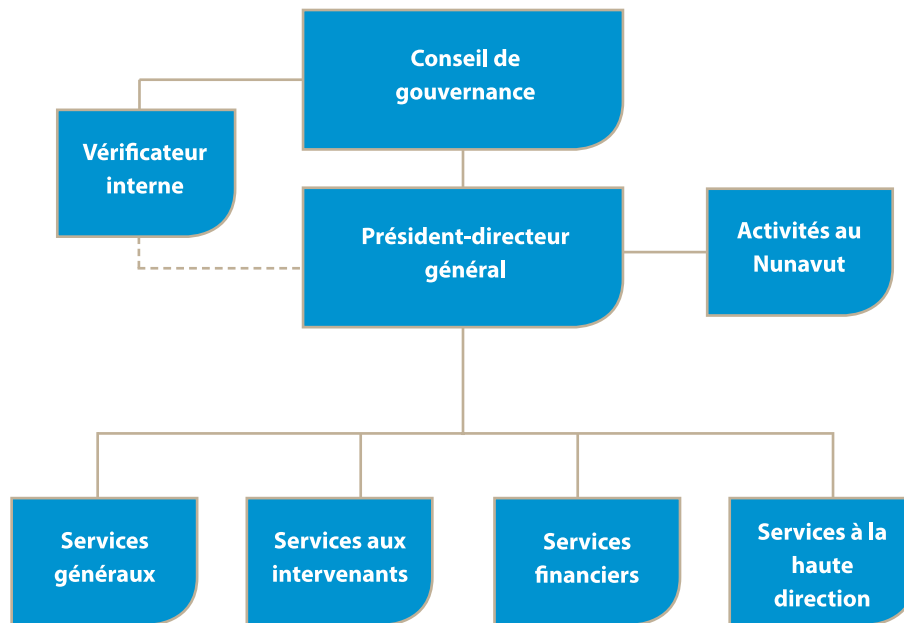 Conseil de
gouvernance
Vérificateur
interne
Président-directeur
général
Activités au
Nunavut
Services
généraux
Services aux
intervenants
Services
financiers
Services à la
haute
direction